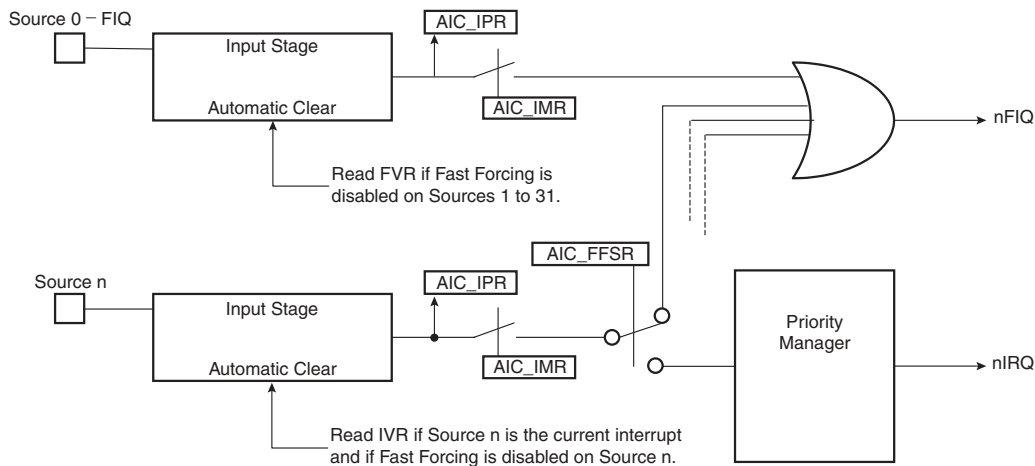 Source 0 – FIQ
AIC_IPR
Input Stage
Automatic Clear
AIC_IMR
nFIQ
Read FVR if Fast Forcing is
disabled on Sources 1 to 31.
AIC_FFSR
Source n
AIC_IPR
Input Stage
Priority
Manager
Automatic Clear
AIC_IMR
nIRQ
Read IVR if Source n is the current interrupt
and if Fast Forcing is disabled on Source n.